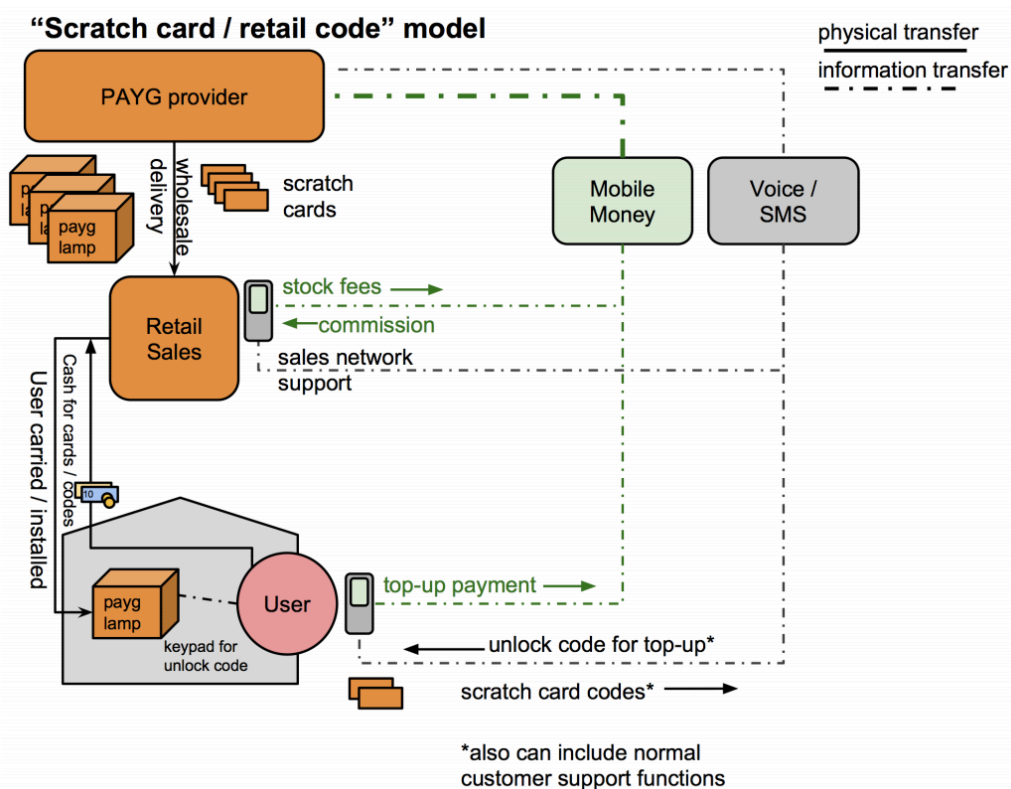 “Scratch card / retail code” model
physical transfer
information transfer
PAYG provider
wholesale
delivery
scratch
cards
payg
lamp
Mobile
Money
Voice /
SMS
Retail
Sales
stock fees
commission
sales network
support
Cash for cards / codes
User carried / installed
10
payg
lamp
User
keypad for
unlock code
top-up payment
unlock code for top-up*
scratch card codes*
*also can include normal
customer support functions